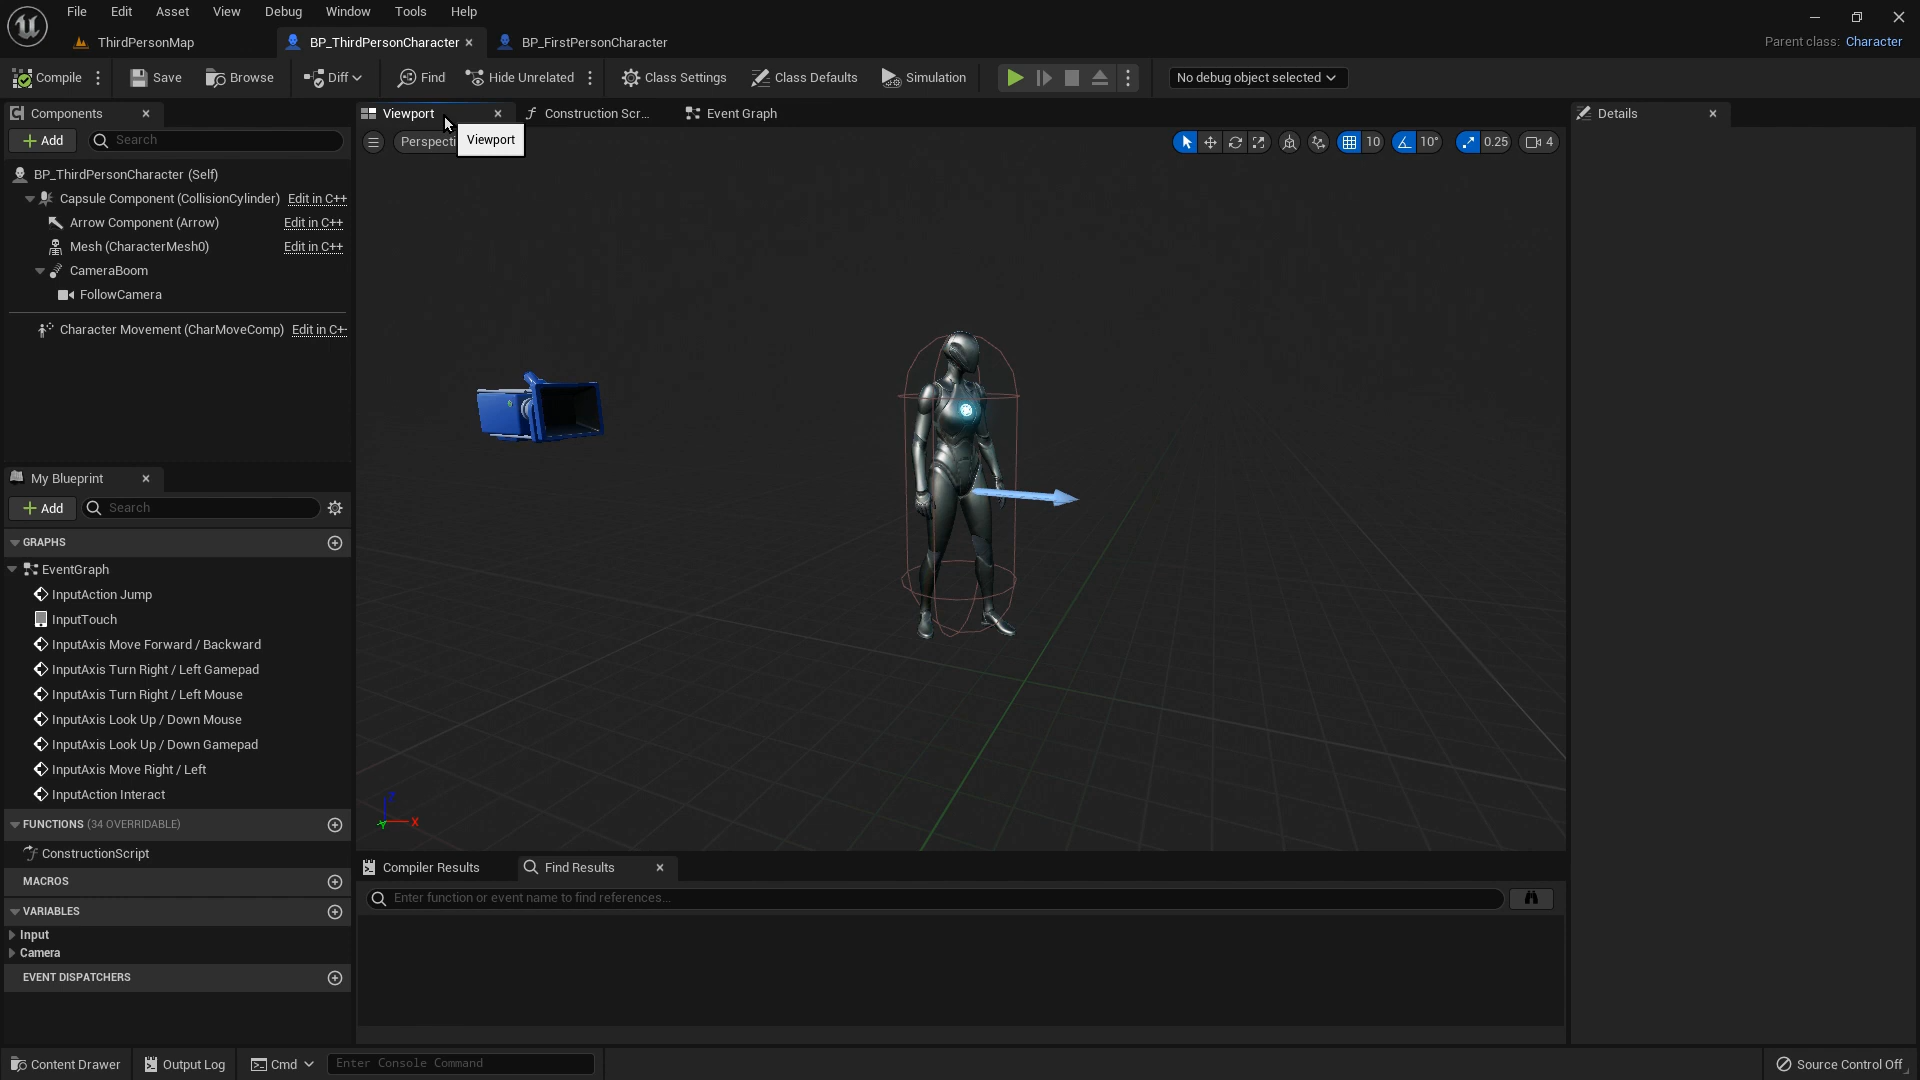 File Edit Asset View Debug Window Tools Help
ThirdPersonMap BP_ThirdPersonCharacter BP_FirstPersonCharacter
Parent class: Character
Compile Save Browse Diff Find Hide Unrelated Class Settings Class Defaults Simulation No debug object selected
Components
Viewport Construction Scr... Event Graph
Details
Add Search
Perspecti
Viewport
10 10° 0.25 4
BP_ThirdPersonCharacter (Self)
Capsule Component (CollisionCylinder) Edit in C++
Arrow Component (Arrow) Edit in C++
Mesh (CharacterMesh0) Edit in C++
CameraBoom
FollowCamera
Character Movement (CharMoveComp) Edit in C+
My Blueprint
Add Search
GRAPHS
EventGraph
InputAction Jump
InputTouch
InputAxis Move Forward / Backward
InputAxis Turn Right / Left Gamepad
InputAxis Turn Right / Left Mouse
InputAxis Look Up / Down Mouse
InputAxis Look Up / Down Gamepad
InputAxis Move Right / Left
InputAction Interact
FUNCTIONS (34 OVERRIDABLE)
ConstructionScript
MACROS
VARIABLES
Input
Camera
EVENT DISPATCHERS
Z
Y X
Compiler Results Find Results
Enter function or event name to find references...
Content Drawer Output Log Cmd Enter Console Command Source Control Off